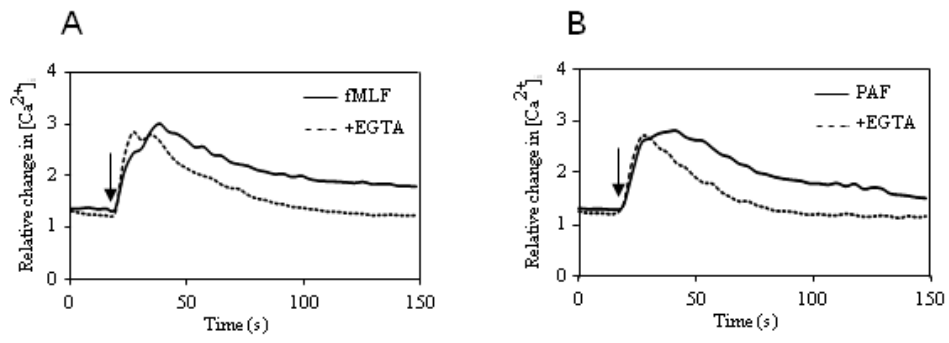 A
B
Relative change in [Ca2+]i
4
3
2
1
0
fMLF
+EGTA
0
50
100
150
Time (s)
Relative change in [Ca2+]i
4
3
2
1
0
PAF
+EGTA
0
50
100
150
Time (s)